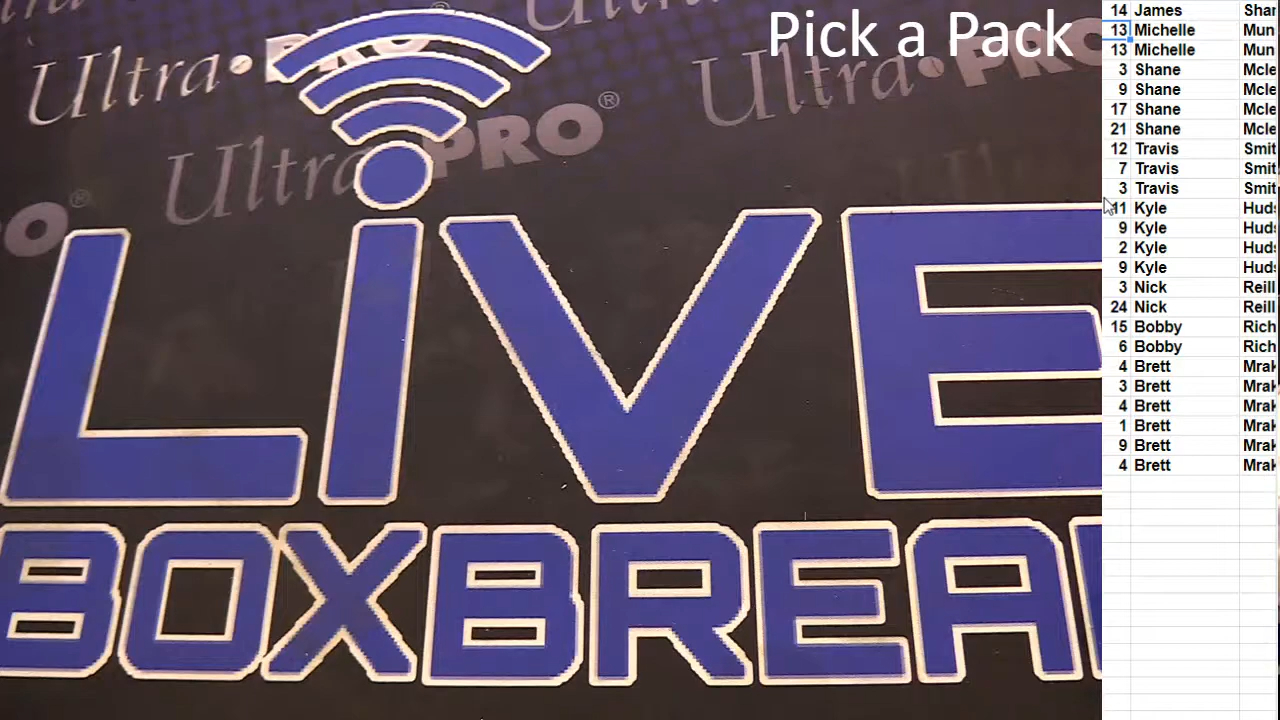 Pick a Pack
Ultra PRO®
Ultra PRO
Ultra PRO®
LiVE
BOXBREA
14 James Shar
13 Michelle Mun
13 Michelle Mun
3 Shane Mcle
9 Shane Mcle
17 Shane Mcle
21 Shane Mcle
12 Travis Smit
7 Travis Smit
3 Travis Smit
11 Kyle Huds
9 Kyle Huds
2 Kyle Huds
9 Kyle Huds
3 Nick Reill
24 Nick Reill
15 Bobby Rich
6 Bobby Rich
4 Brett Mrak
3 Brett Mrak
4 Brett Mrak
1 Brett Mrak
9 Brett Mrak
4 Brett Mrak